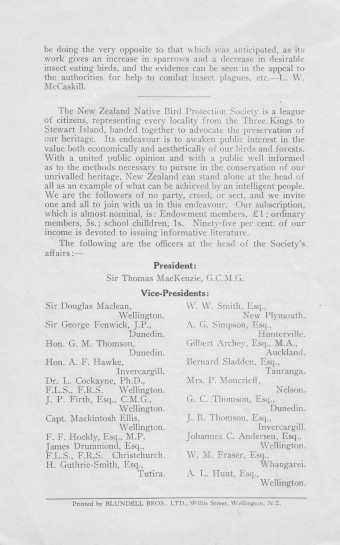 be doing the very opposite to that which was anticipated, as its
work gives an increase in sparrows and a decrease in desirable
insect eating birds, and the evidence can be seen in the appeal to
the authorities for help to combat insect plagues, etc.—L. W.
McCaskill.
The New Zealand Native Bird Protection Society is a league
of citizens, representing every locality from the Three Kings to
Stewart Island, banded together to advocate the preservation of
our heritage. Its endeavour is to awaken public interest in the
value both economically and aesthetically of our birds and forests.
With a united public opinion and with a public well informed
as to the methods necessary to pursue in the conservation of our
unrivalled heritage, New Zealand can stand alone at the head of
all as an example of what can be achieved by an intelligent people.
We are the followers of no party, creed, or sect, and we invite
one and all to join with us in this endeavour. Our subscription,
which is almost nominal, is: Endowment members, £1; ordinary
members, 5s.; school chlldren, 1s. Ninety-five per cent. of our
income is devoted to issuing informative literature.
The following are the officers at the head of the Society's
affairs:—
President:
Sir Thomas MacKenzie, G.C.M.G.
Vice-Presidents:
Sir Douglas Maclean,
Wellington.
Sir George Fenwick, J.P.,
Dunedin.
Hon. G. M. Thomson,
Dunedin.
Hon. A. F. Hawke,
Invercargill.
Dr. L. Cockayne, Ph.D.,
F.L.S., F.R.S. Wellington.
J. P. Firth, Esq., C.M.G.,
Wellington.
Capt. Mackintosh Ellis,
Wellington.
F. F. Hockly, Esq., M.P.
James Drummond, Esq.,
F.L.S., F.R.S. Christchurch.
H. Guthrie-Smith, Esq.,
Tutira.
W. W. Smith, Esq.,
New Plymouth.
A. G. Simpson, Esq.,
Hunterville.
Gilbert Archey, Esq., M.A.,
Auckland.
Bernard Sladden, Esq.,
Tauranga.
Mrs. P. Moncrieff,
Nelson.
G. C. Thomson, Esq.,
Dunedin.
J. B. Thomson, Esq.,
Invercargill.
Johannes C. Andersen, Esq.,
Wellington.
W. M. Fraser, Esq.,
Whangarei.
A. L. Hunt, Esq.,
Wellington.
Printed by BLUNDELL BROS., LTD., Willis Street, Wellington, N.Z.